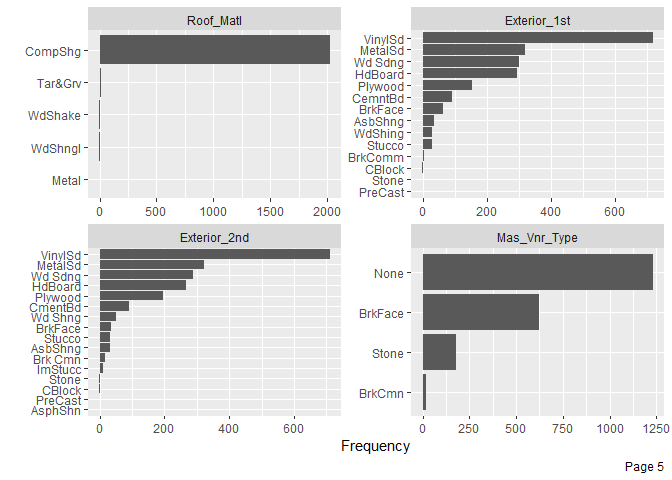 Roof_Matl
CompShg
Tar&Grv
WdShake
WdShngl
Metal
0 500 1000 1500 2000
Exterior_1st
VinylSd
MetalSd
Wd Sdng
HdBoard
Plywood
CemntBd
BrkFace
AsbShng
WdShing
Stucco
BrkComm
CBlock
Stone
PreCast
0 200 400 600
Exterior_2nd
VinylSd
MetalSd
Wd Sdng
HdBoard
Plywood
CmentBd
Wd Shng
BrkFace
Stucco
AsbShng
Brk Cmn
ImStucc
Stone
CBlock
PreCast
AsphShn
0 200 400 600
Mas_Vnr_Type
None
BrkFace
Stone
BrkCmn
0 250 500 750 1000 1250
Frequency
Page 5